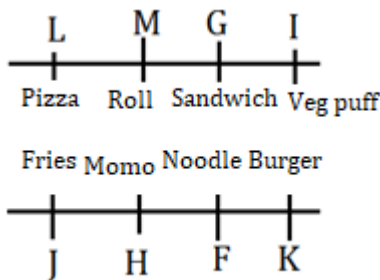 L M G I
Pizza Roll Sandwich Veg puff
Fries Momo Noodle Burger
J H F K